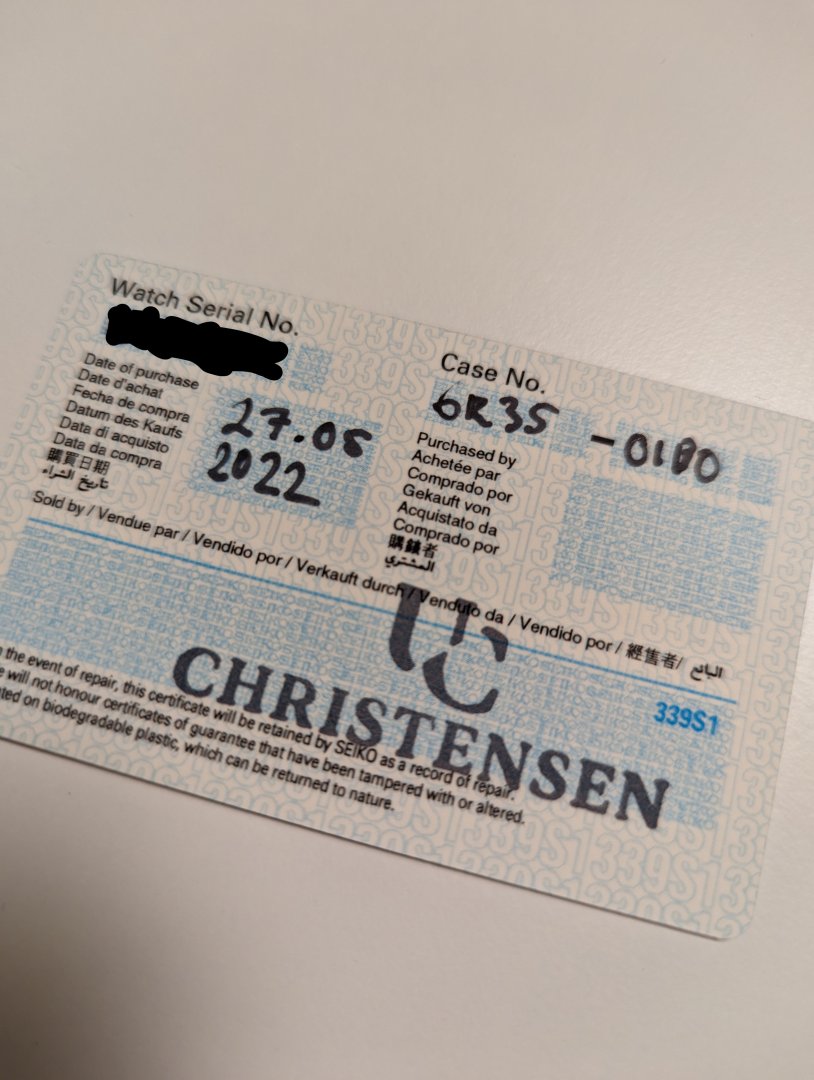 Watch Serial No.
Date of purchase
Date d'achat
Fecha de compra
Datum des Kaufs
Data di acquisto
Data da compra
購買日期
تاريخ الشراء
27.05
2022
Case No.
6R35 -01B0
Purchased by
Achetée par
Comprado por
Gekauft von
Acquistato da
Comprado por
購錶者
المشتري
Sold by / Vendue par / Vendido por / Verkauft durch / Venduto da / Vendido por / 經售者/ البائع
UC
CHRISTENSEN
339S1
the event of repair, this certificate will be retained by SEIKO as a record of repair.
will not honour certificates of guarantee that have been tampered with or altered.
on biodegradable plastic, which can be returned to nature.